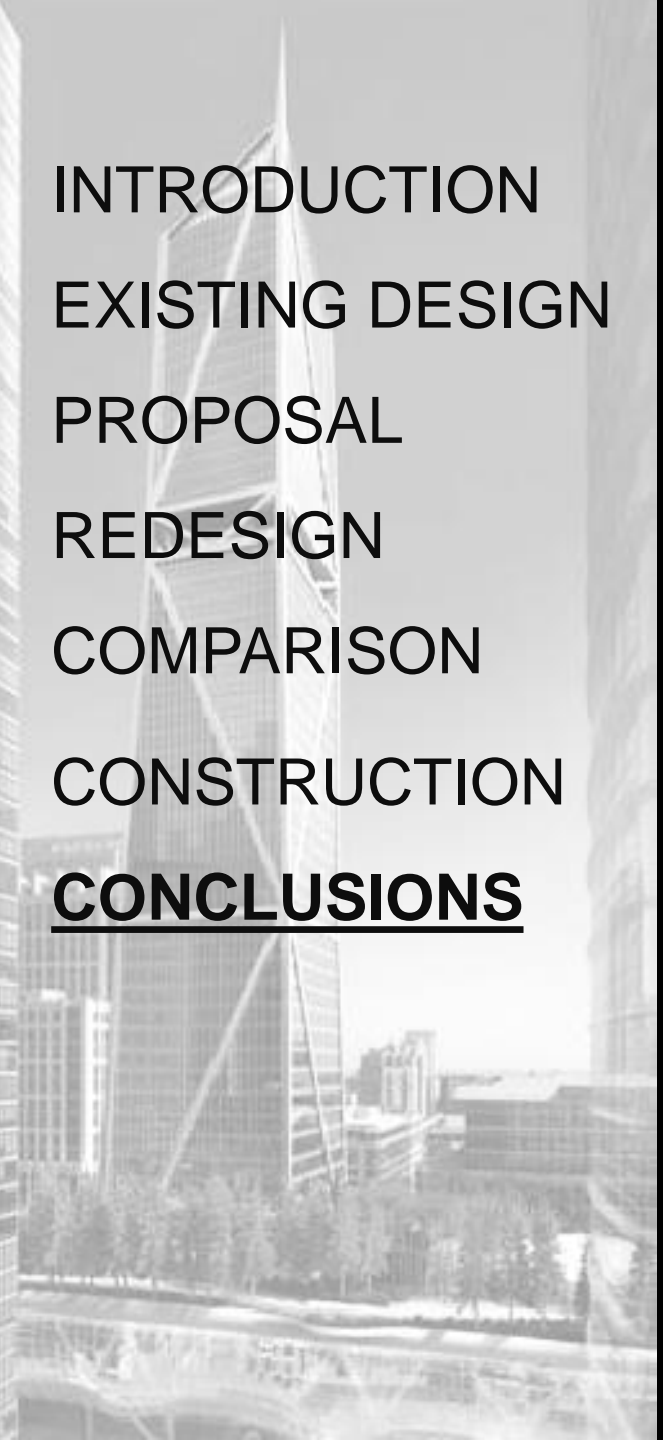 INTRODUCTION
EXISTING DESIGN
PROPOSAL
REDESIGN
COMPARISON
CONSTRUCTION
CONCLUSIONS